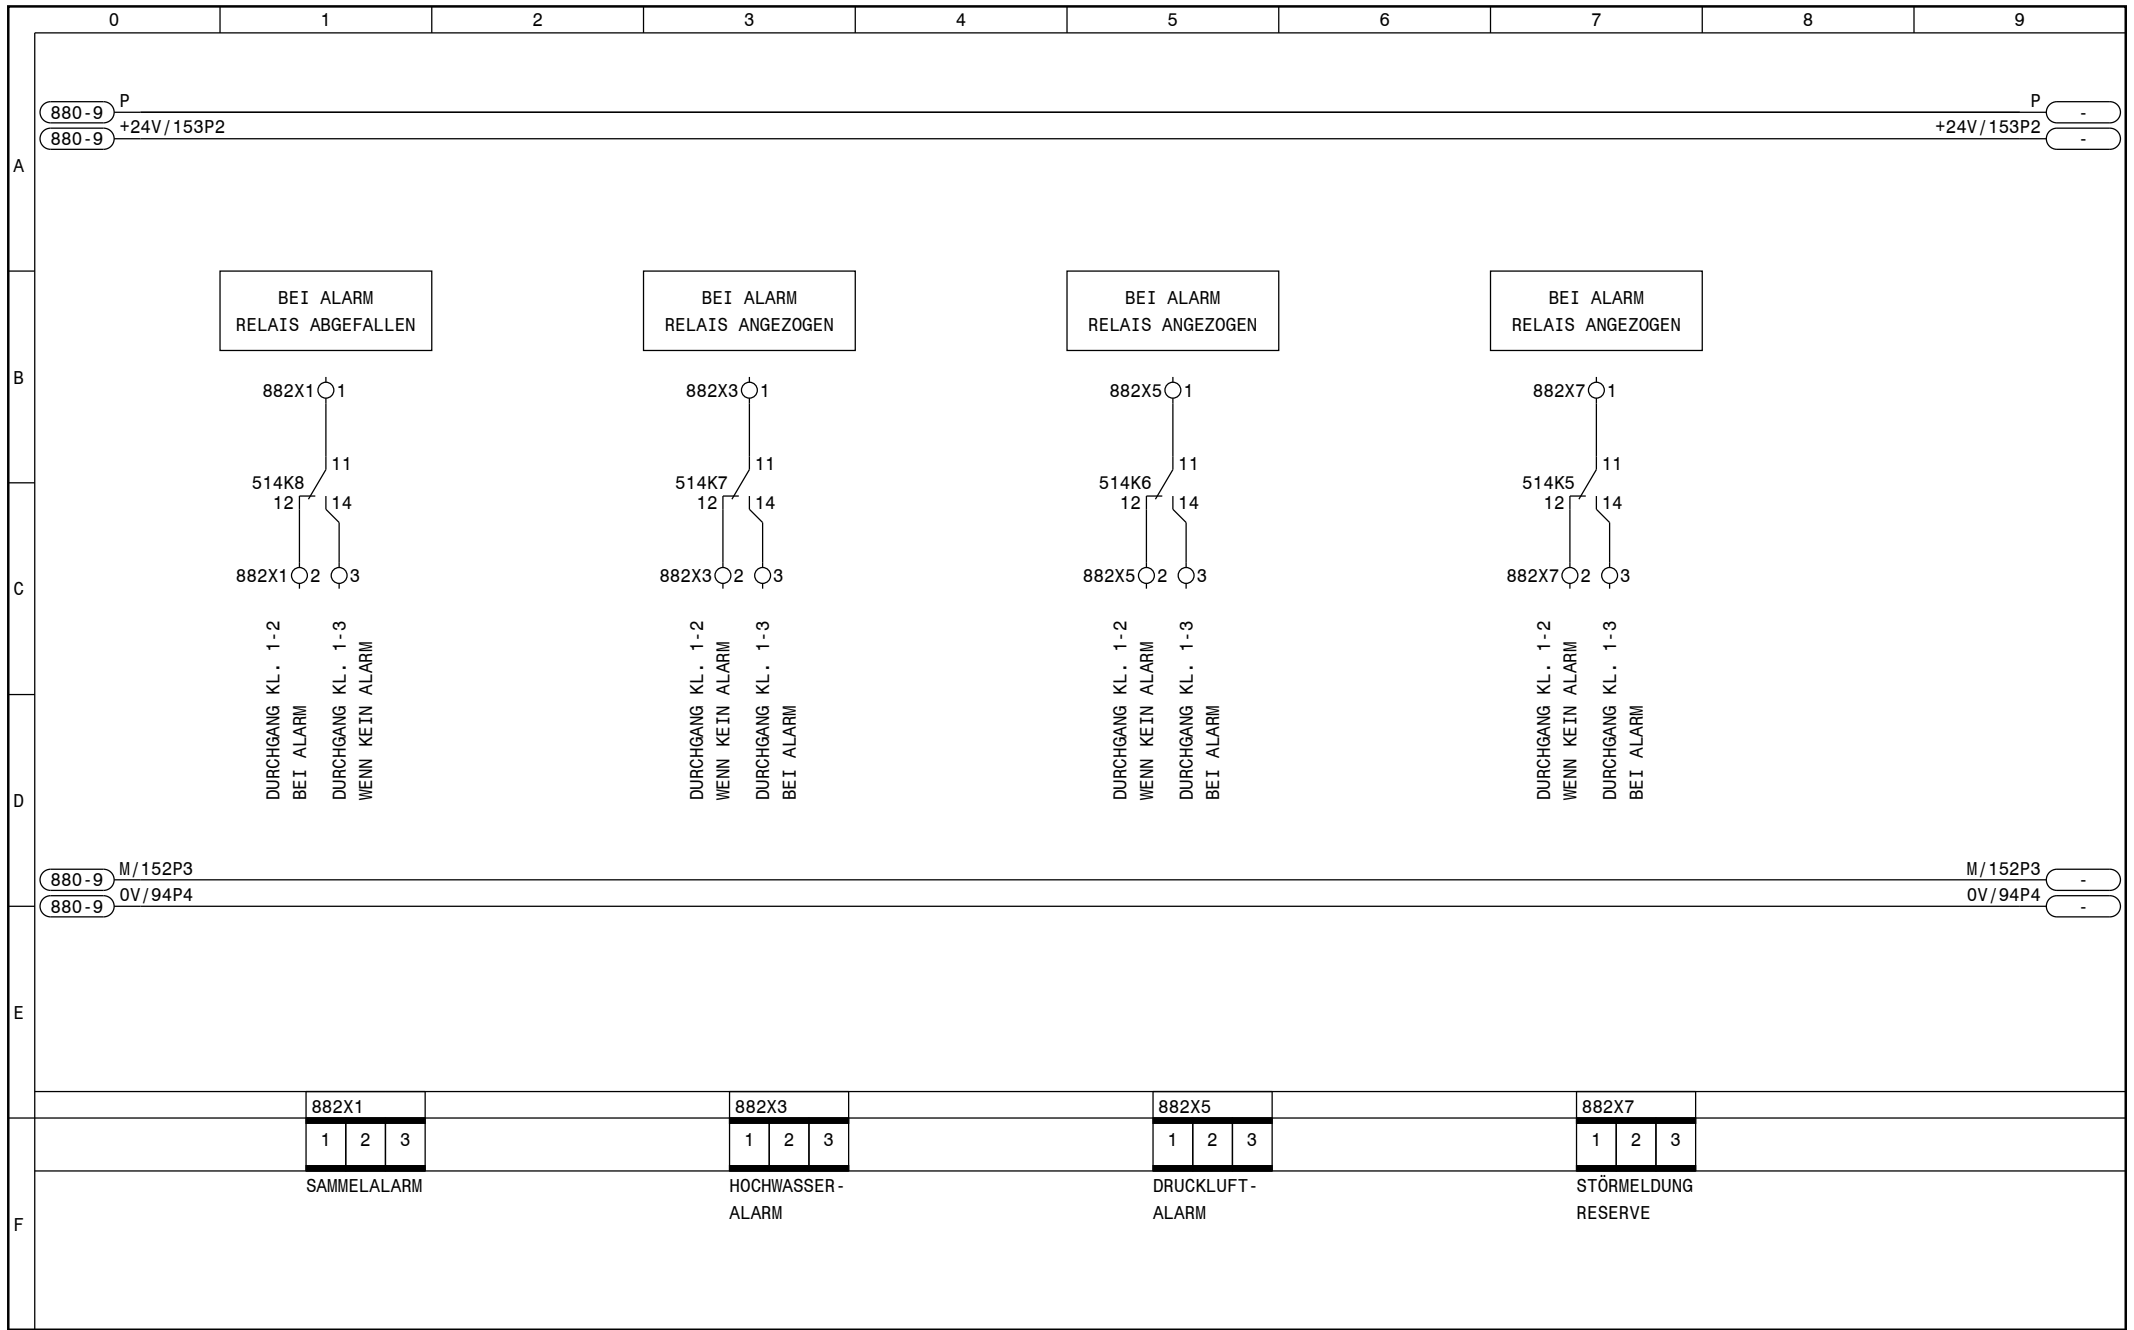 0 1 2 3 4 5 6 7 8 9
P P
880-9 -
+24V/153P2 +24V/153P2
880-9 -
A
BEI ALARM BEI ALARM BEI ALARM BEI ALARM
RELAIS ABGEFALLEN RELAIS ANGEZOGEN RELAIS ANGEZOGEN RELAIS ANGEZOGEN
B
882X1 1 882X3 1 882X5 1 882X7 1
11 11 11 11
514K8 514K7 514K6 514K5
12 14 12 14 12 14 12 14
882X1 2 3 882X3 2 3 882X5 2 3 882X7 2 3
C
DURCHGANG KL. 1-2
BEI ALARM
DURCHGANG KL. 1-3
WENN KEIN ALARM
DURCHGANG KL. 1-2
WENN KEIN ALARM
DURCHGANG KL. 1-3
BEI ALARM
DURCHGANG KL. 1-2
WENN KEIN ALARM
DURCHGANG KL. 1-3
BEI ALARM
DURCHGANG KL. 1-2
WENN KEIN ALARM
DURCHGANG KL. 1-3
BEI ALARM
D
M/152P3 M/152P3
880-9 -
0V/94P4 0V/94P4
880-9 -
E
882X1 882X3 882X5 882X7
1 2 3 1 2 3 1 2 3 1 2 3
SAMMELALARM HOCHWASSER- DRUCKLUFT- STÖRMELDUNG
ALARM ALARM RESERVE
F